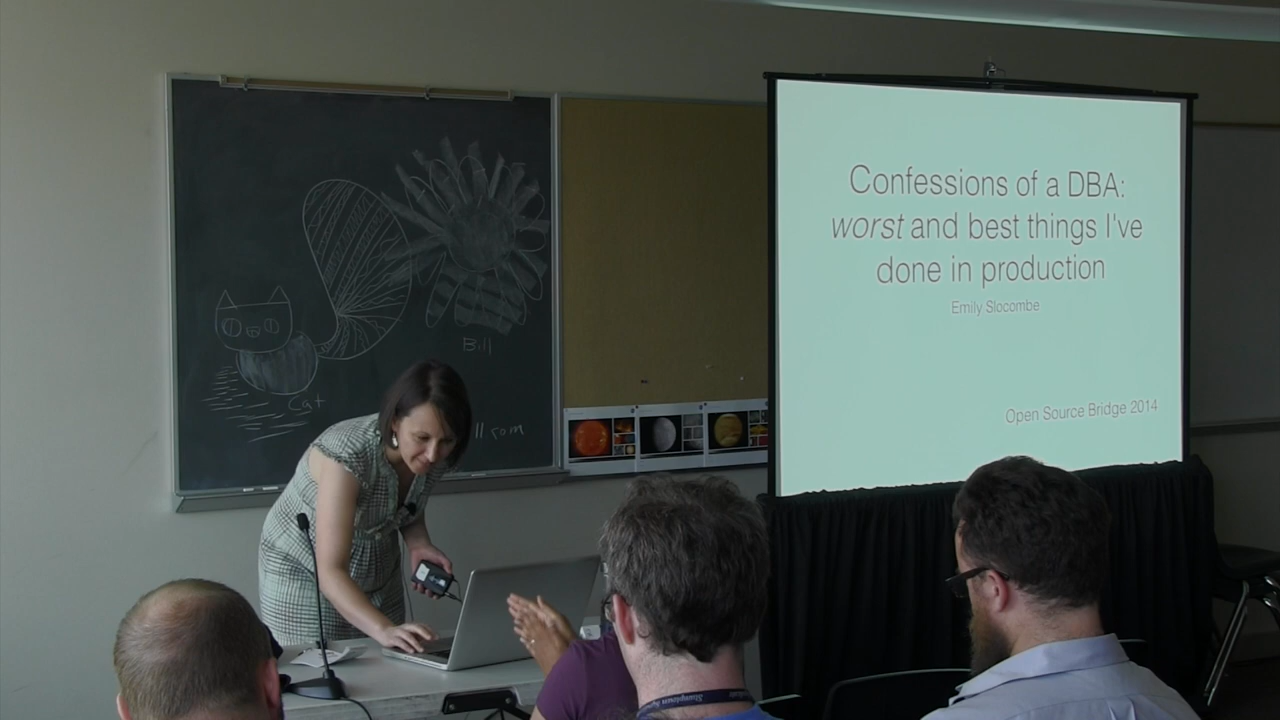 Confessions of a DBA:
worst and best things I've
done in production
Emily Slocombe
Open Source Bridge 2014
Bill
Cat